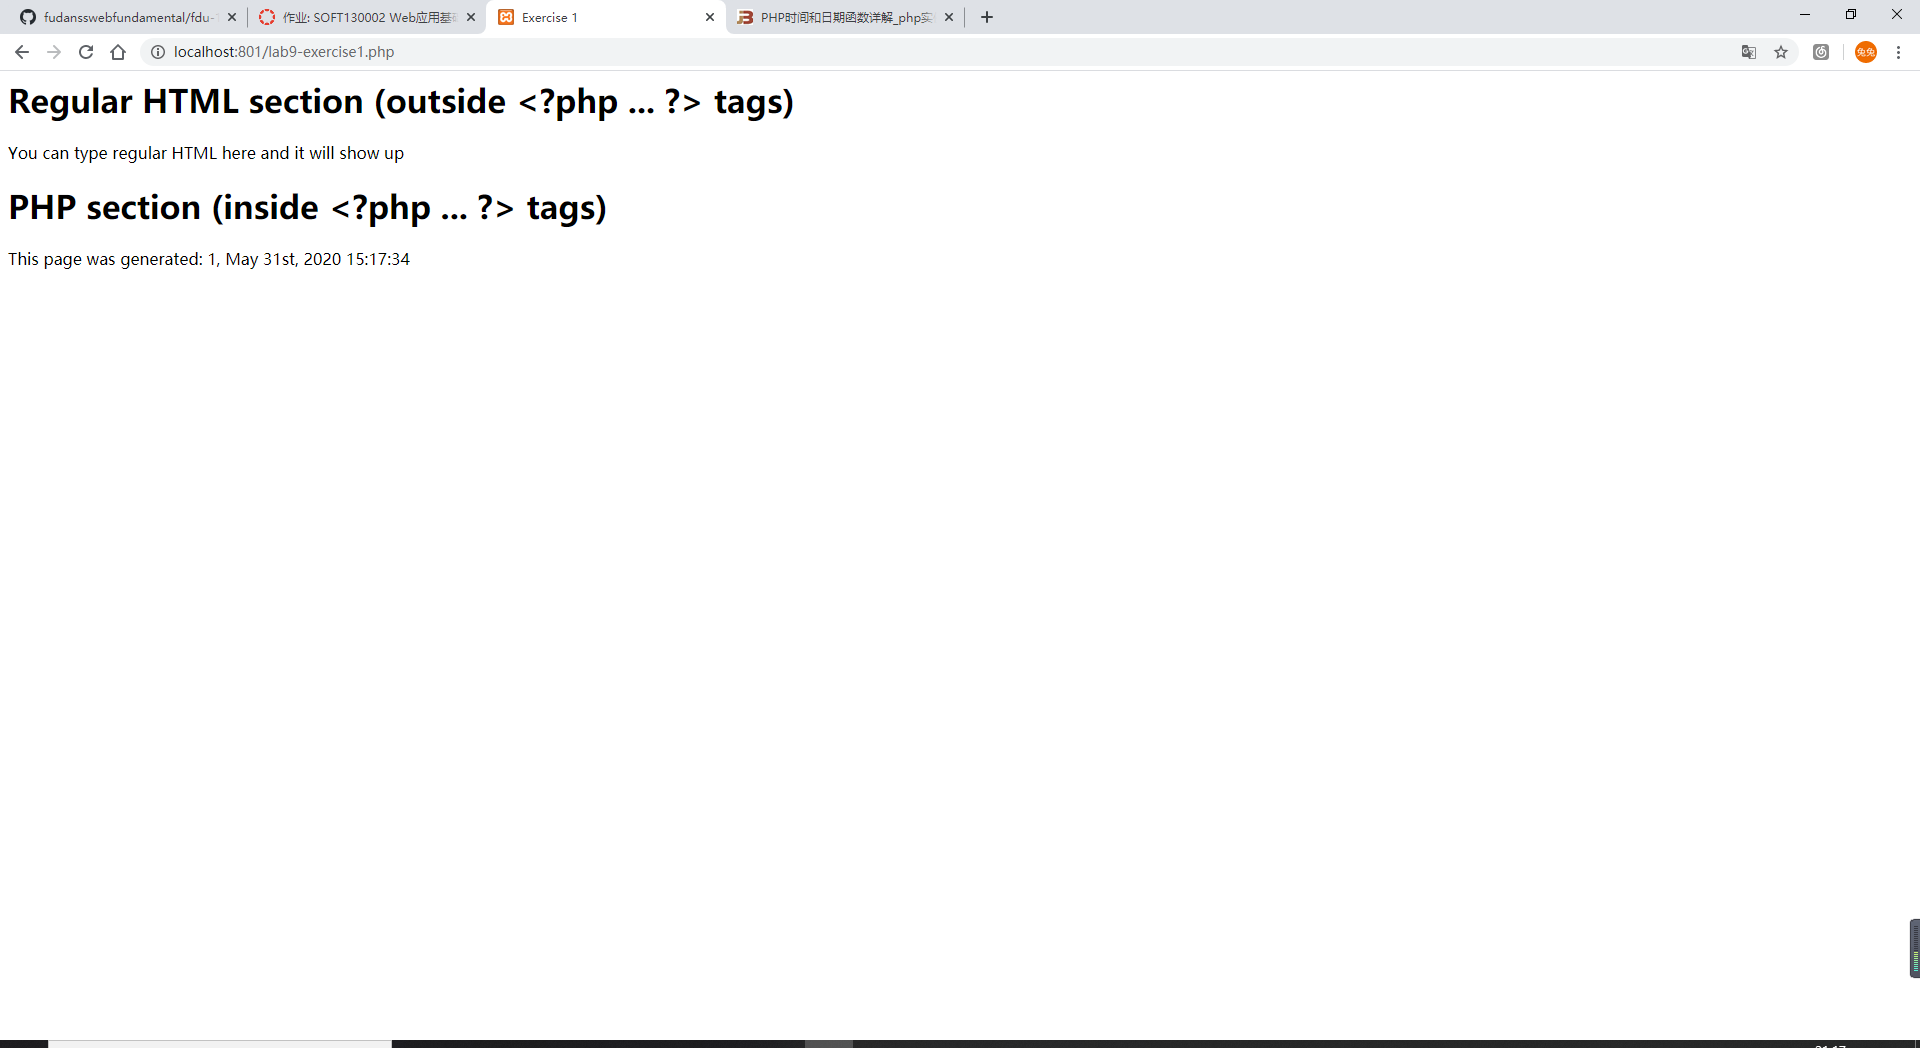 fudansswebfundamental/fdu-
作业: SOFT130002 Web应用基
Exercise 1
PHP时间和日期函数详解_php实
localhost:801/lab9-exercise1.php
兔兔
Regular HTML section (outside <?php ... ?> tags)
You can type regular HTML here and it will show up
PHP section (inside <?php ... ?> tags)
This page was generated: 1, May 31st, 2020 15:17:34